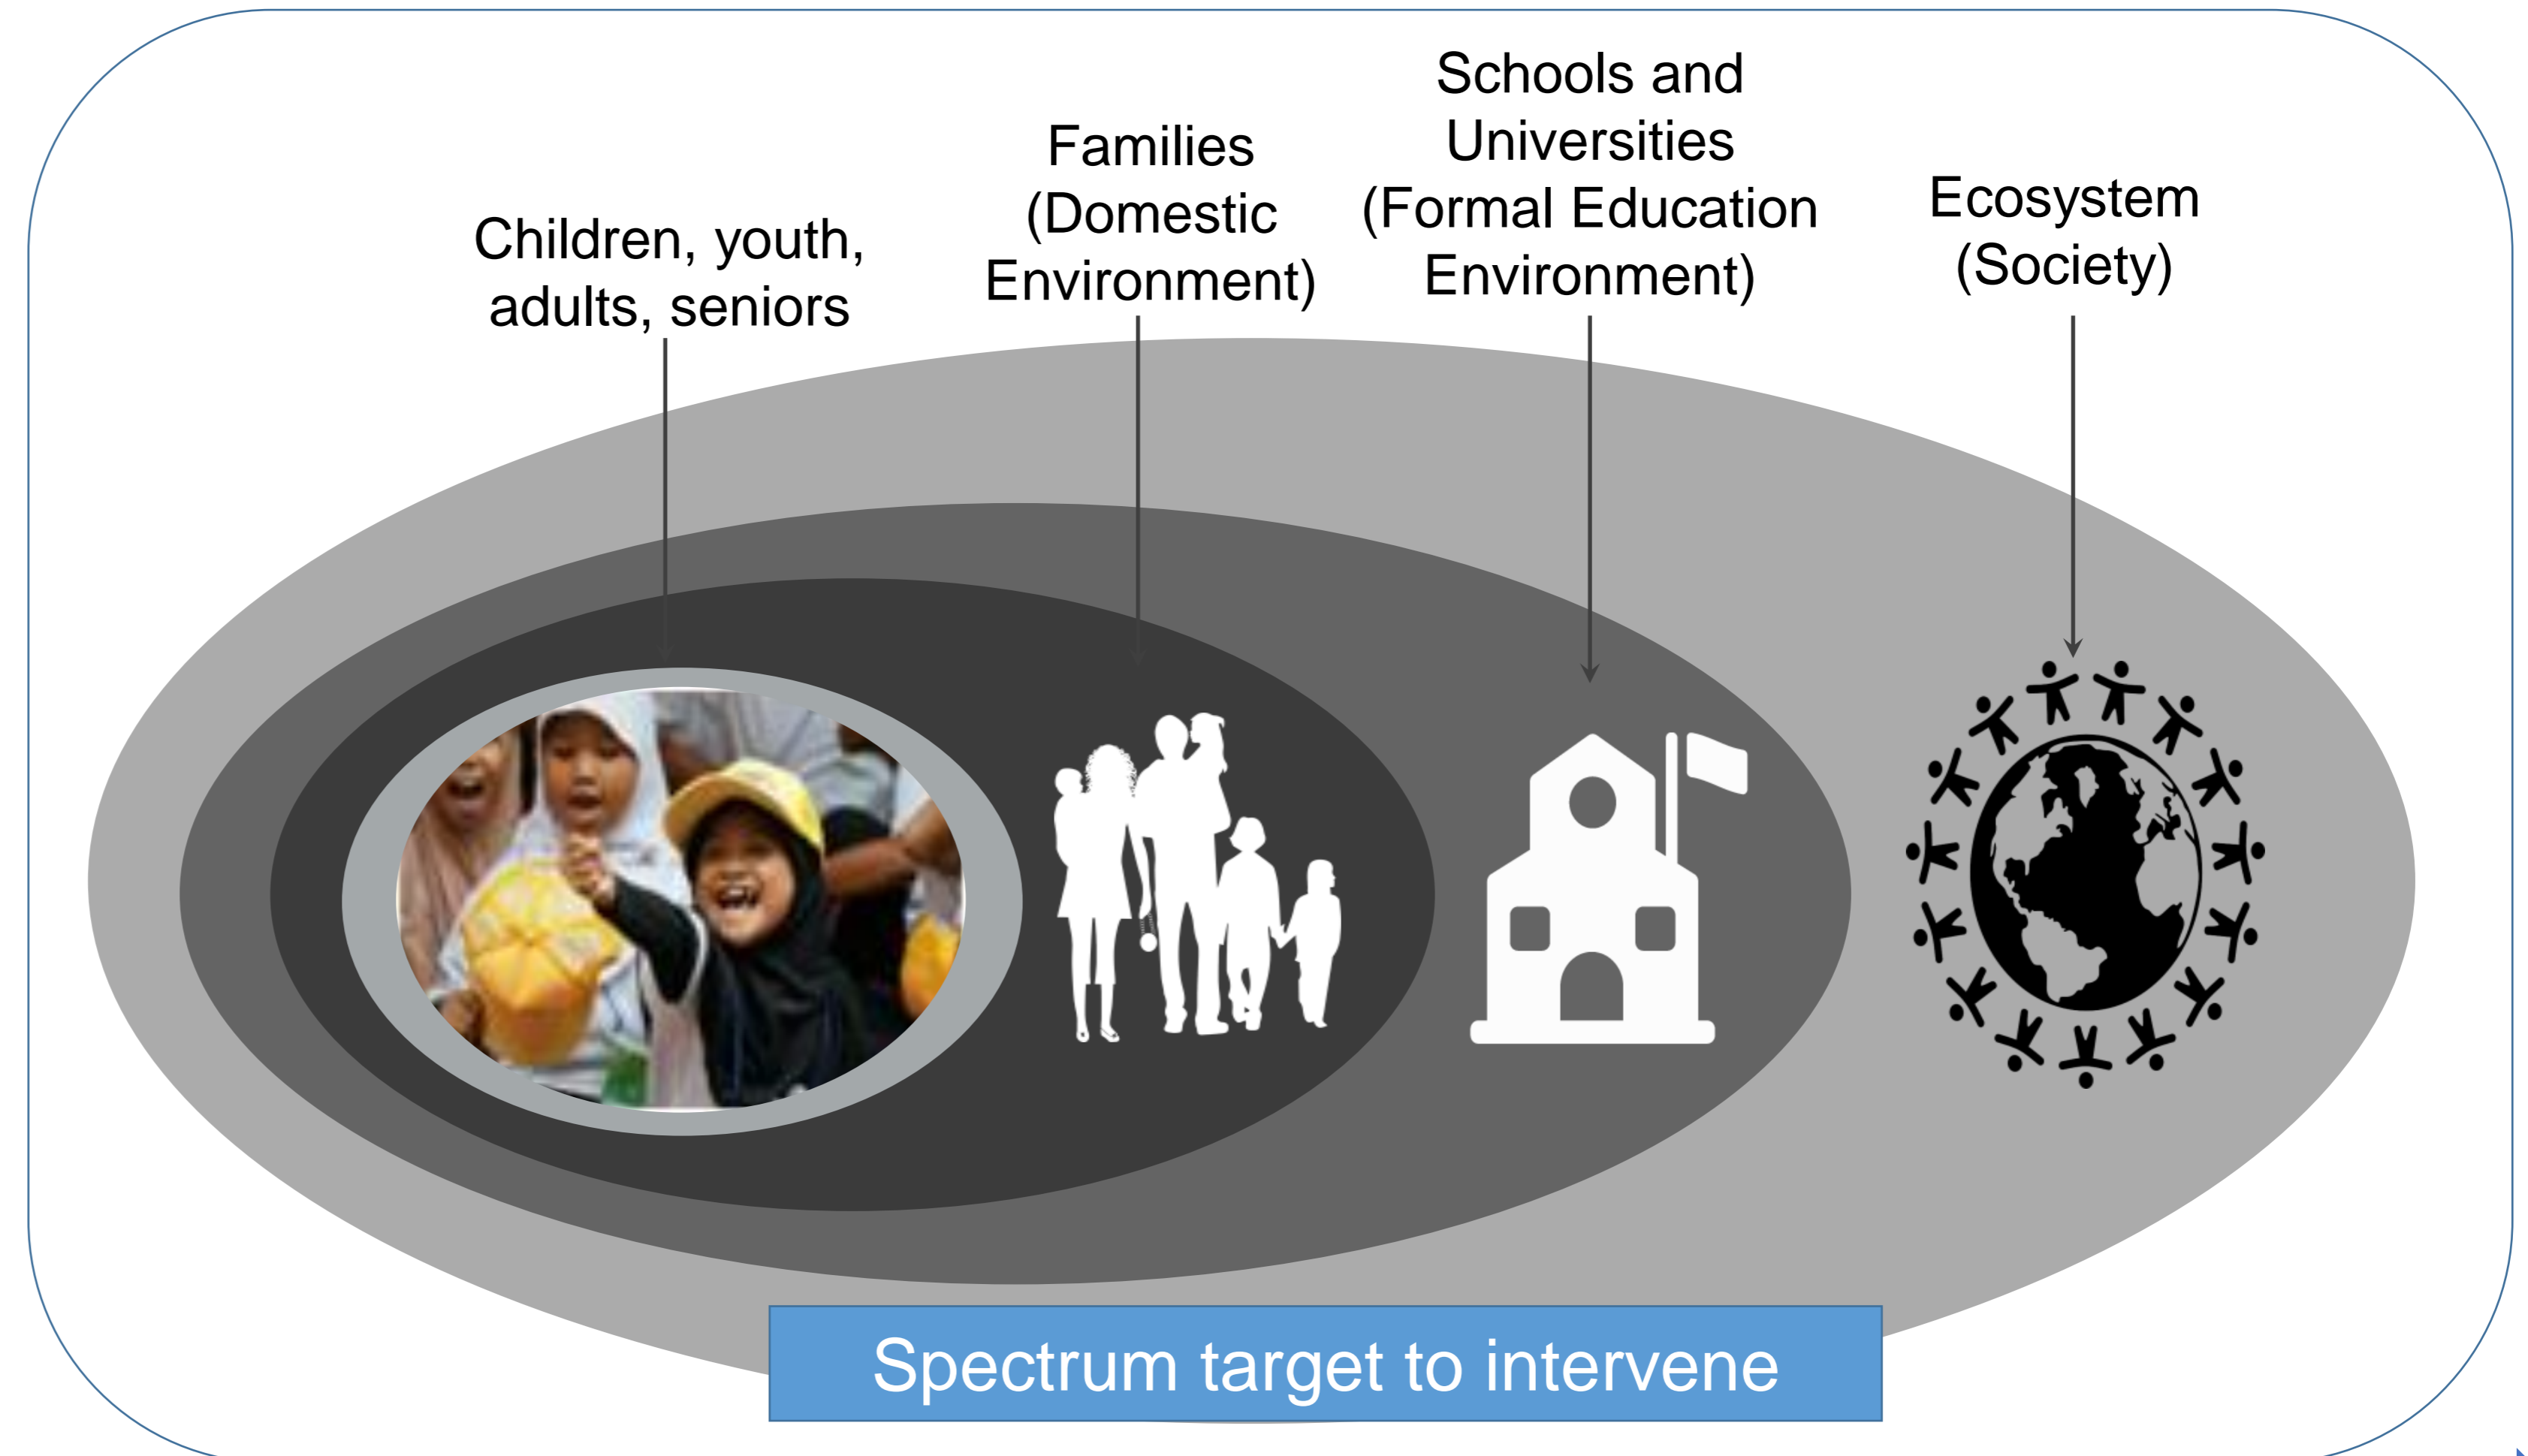 Children, youth,
adults, seniors
Families
(Domestic
Environment)
Schools and
Universities
(Formal Education
Environment)
Ecosystem
(Society)
Spectrum target to intervene